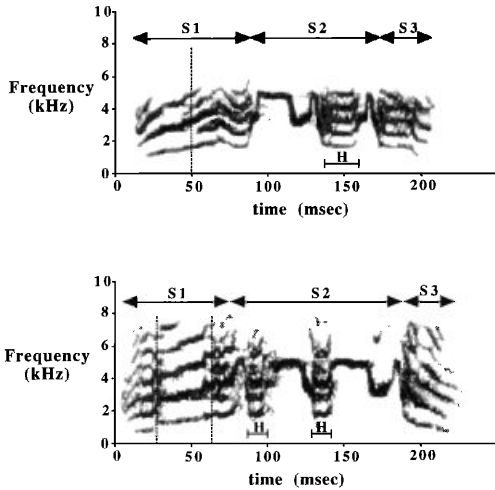 S1 S2 S3
10
8
Frequency
(kHz)
6
4
2
0
H
0 50 100 150 200
time (msec)
S1 S2 S3
10
8
Frequency
(kHz)
6
4
2
0
H H
0 50 100 150 200
time (msec)